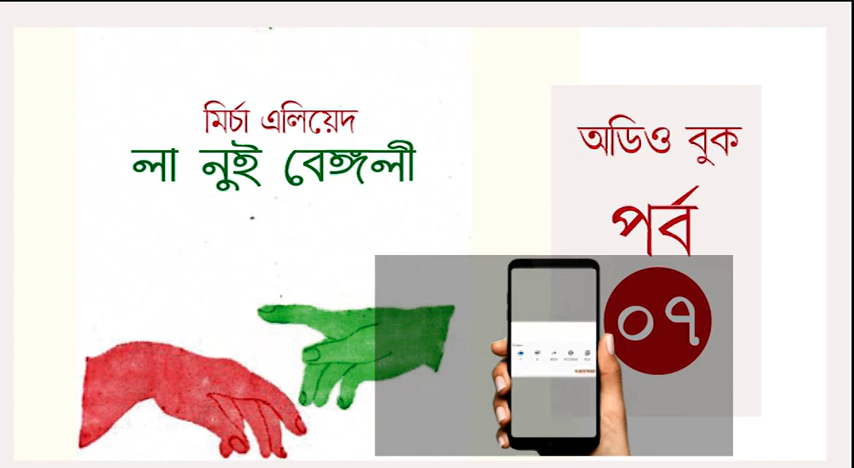 মির্চা এলিয়েদ
লা নুই বেঙ্গলী
অডিও বুক
পর্ব
০৭